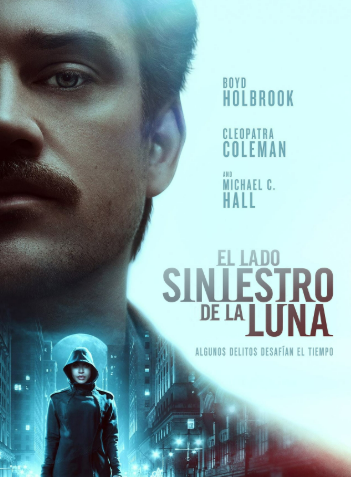 BOYD
HOLBROOK
CLEOPATRA
COLEMAN
AND
MICHAEL C.
HALL
EL LADO
SINIESTRO
DE LA LUNA
ALGUNOS DELITOS DESAFÍAN EL TIEMPO